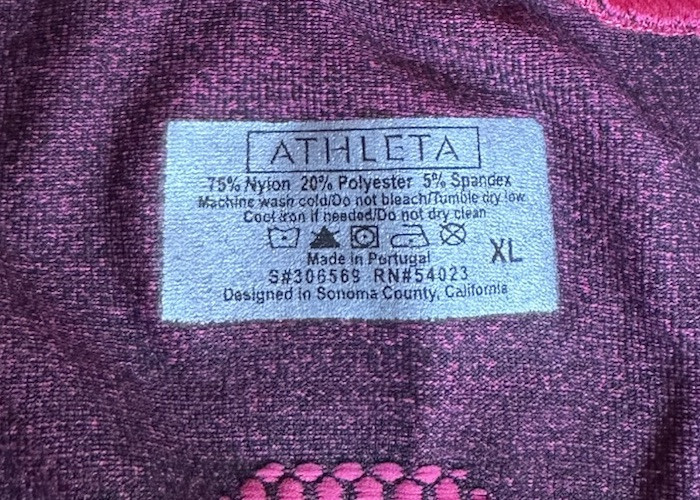 ATHLETA
75% Nylon 20% Polyester 5% Spandex
Machine wash cold/Do not bleach/Tumble dry low
Cool iron if needed/Do not dry clean
XL
Made in Portugal
S#306569 RN#54023
Designed in Sonoma County, California